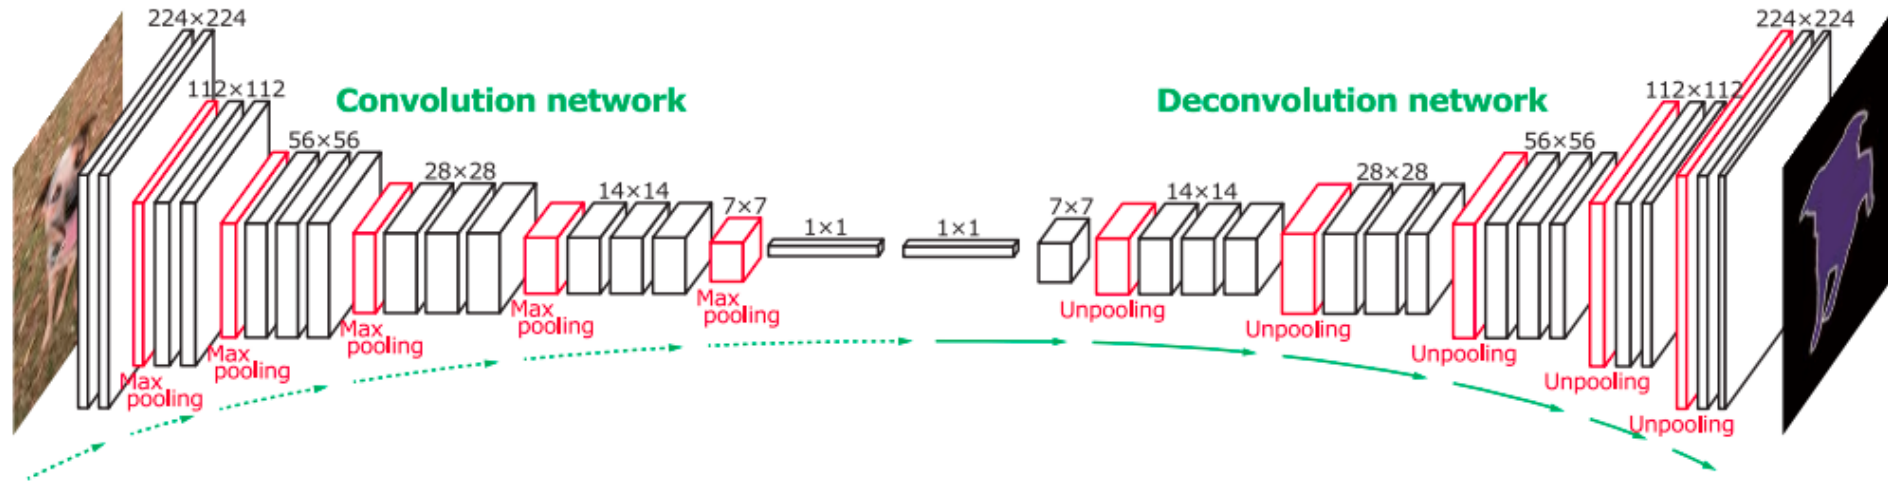 224×224
112×112
56×56
28×28
14×14
7×7
1×1
1×1
7×7
14×14
28×28
56×56
112×112
224×224
Convolution network
Deconvolution network
Max
pooling
Max
pooling
Max
pooling
Max
pooling
Max
pooling
Unpooling
Unpooling
Unpooling
Unpooling
Unpooling